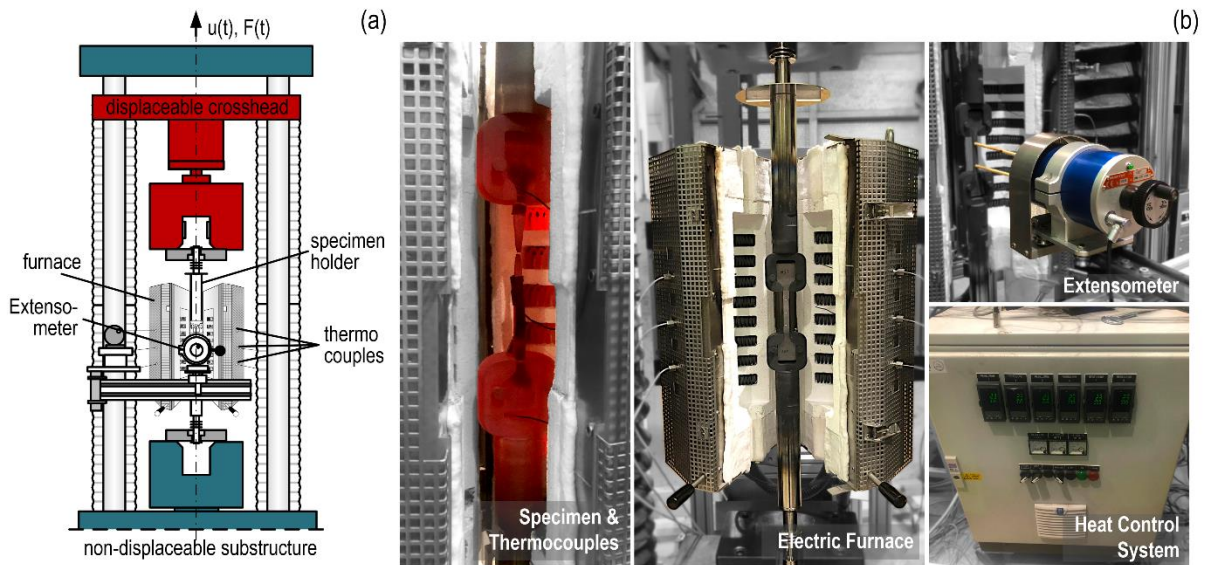 u(t), F(t)
(a)
(b)
displaceable crosshead
specimen
holder
furnace
Extenso-
meter
thermo
couples
non-displaceable substructure
Specimen &
Thermocouples
Electric Furnace
Extensometer
Heat Control
System